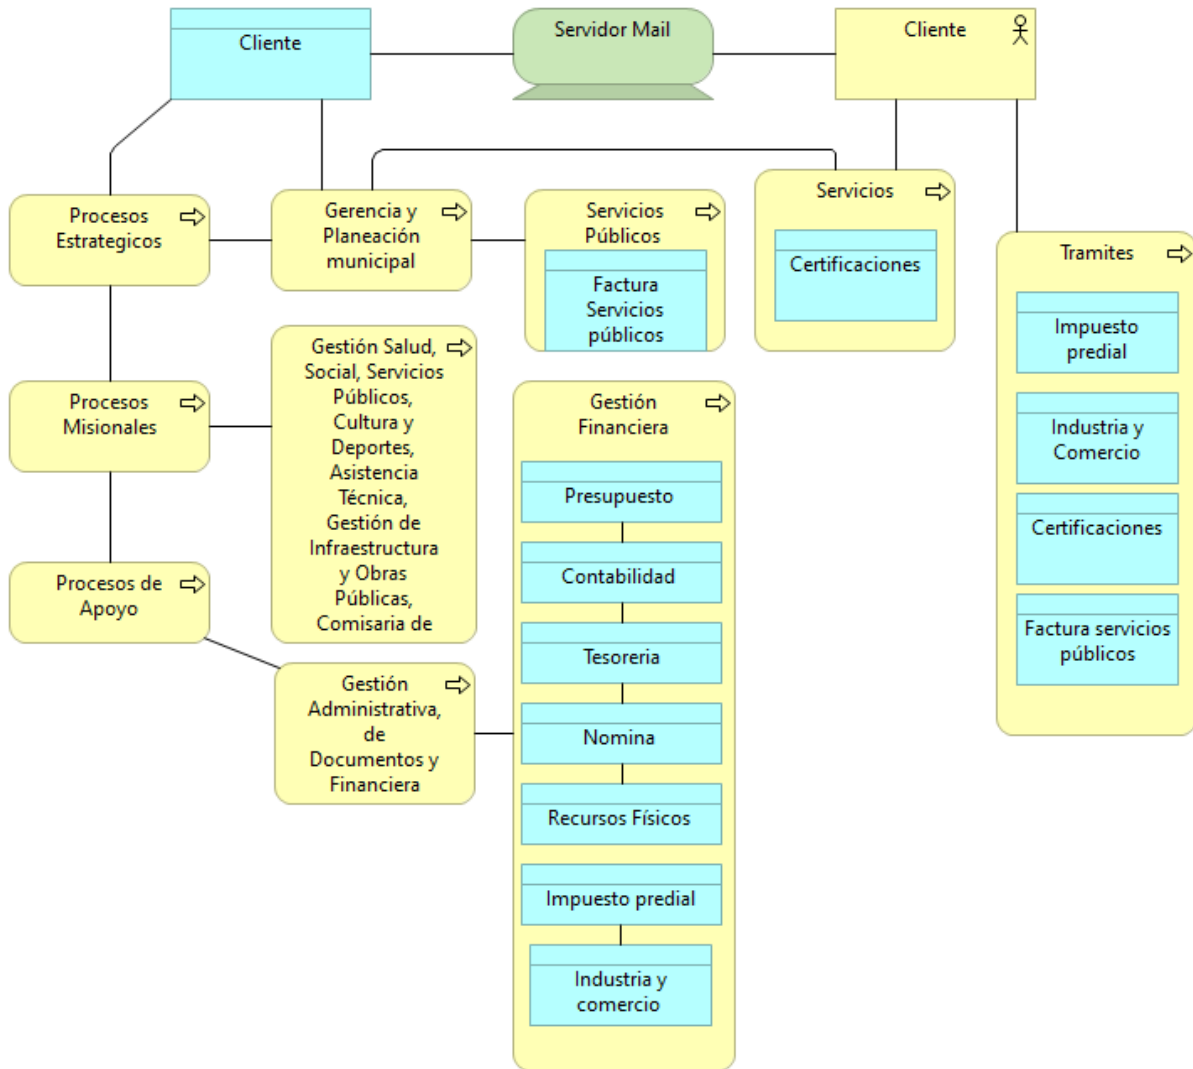 Cliente
Servidor Mail
Cliente
Procesos
Estrategicos
Gerencia y
Planeación
municipal
Servicios
Públicos
Factura
Servicios
públicos
Servicios
Certificaciones
Tramites
Impuesto
predial
Industria y
Comercio
Certificaciones
Factura servicios
públicos
Procesos
Misionales
Gestión Salud,
Social, Servicios
Públicos,
Cultura y
Deportes,
Asistencia
Técnica,
Gestión de
Infraestructura
y Obras
Públicas,
Comisaria de
Gestión
Financiera
Presupuesto
Contabilidad
Tesoreria
Nomina
Recursos Físicos
Impuesto predial
Industria y
comercio
Procesos de
Apoyo
Gestión
Administrativa,
de
Documentos y
Financiera